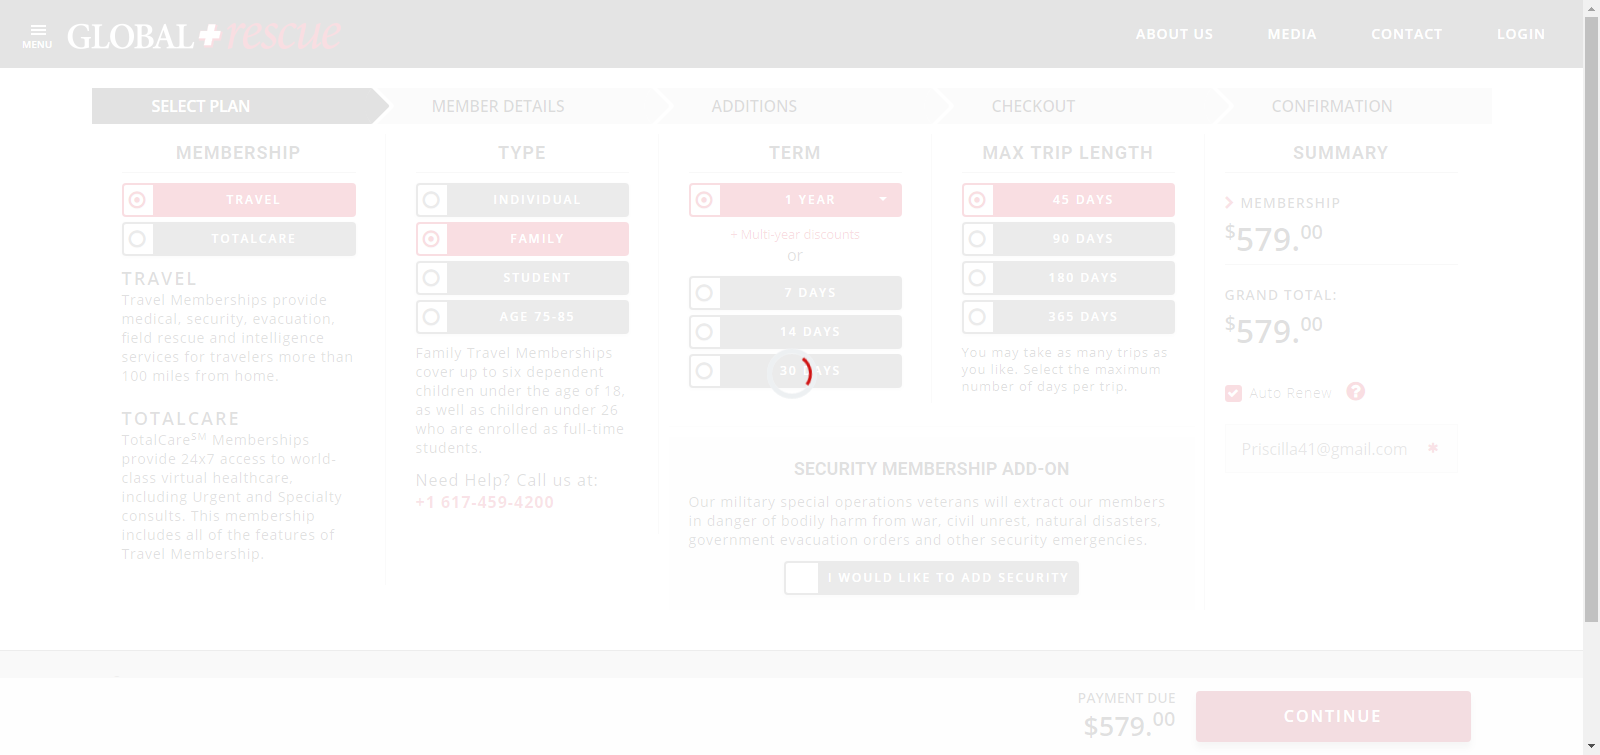 MENU
GLOBAL rescue
ABOUT US
MEDIA
CONTACT
LOGIN
SELECT PLAN
MEMBER DETAILS
ADDITIONS
CHECKOUT
CONFIRMATION
MEMBERSHIP
TRAVEL
TOTALCARE
TRAVEL
Travel Memberships provide
medical, security, evacuation,
field rescue and intelligence
services for travelers more than
100 miles from home.
TOTALCARE
TotalCareSM Memberships
provide 24x7 access to world-
class virtual healthcare,
including Urgent and Specialty
consults. This membership
includes all of the features of
Travel Membership.
TYPE
INDIVIDUAL
FAMILY
STUDENT
AGE 75-85
Family Travel Memberships
cover up to six dependent
children under the age of 18,
as well as children under 26
who are enrolled as full-time
students.
Need Help? Call us at:
+1 617-459-4200
TERM
1 YEAR
+ Multi-year discounts
or
7 DAYS
14 DAYS
30 DAYS
MAX TRIP LENGTH
45 DAYS
90 DAYS
180 DAYS
365 DAYS
You may take as many trips as
you like. Select the maximum
number of days per trip.
SECURITY MEMBERSHIP ADD-ON
Our military special operations veterans will extract our members
in danger of bodily harm from war, civil unrest, natural disasters,
government evacuation orders and other security emergencies.
I WOULD LIKE TO ADD SECURITY
SUMMARY
MEMBERSHIP
$579.00
GRAND TOTAL:
$579.00
Auto Renew ?
Priscilla41@gmail.com *
PAYMENT DUE
$579.00
CONTINUE